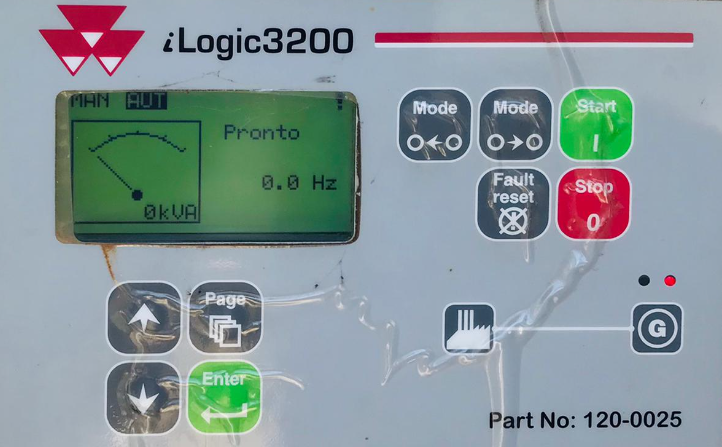 iLogic3200
MAN AUT
Pronto
0.0 Hz
0kVA
Mode
Mode
Start
I
Fault
reset
Stop
0
Page
Enter
G
Part No: 120-0025